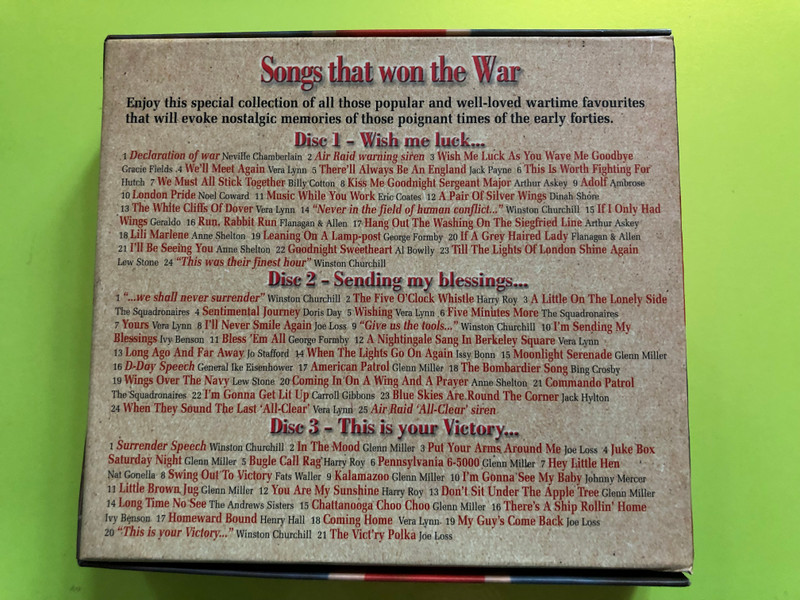 Songs that won the War
Enjoy this special collection of all those popular and well-loved wartime favourites
that will evoke nostalgic memories of those poignant times of the early forties.
Disc 1 - Wish me luck...
1 Declaration of war Neville Chamberlain 2 Air Raid warning siren 3 Wish Me Luck As You Wave Me Goodbye
Gracie Fields .4 We'll Meet Again Vera Lynn 5 There'll Always Be An England Jack Payne 6 This Is Worth Fighting For
Hutch 7 We Must All Stick Together Billy Cotton 8 Kiss Me Goodnight Sergeant Major Arthur Askey 9 Adolf Ambrose
10 London Pride Noel Coward 11 Music While You Work Eric Coates 12 A Pair Of Silver Wings Dinah Shore
13 The White Cliffs Of Dover Vera Lynn 14 "Never in the field of human conflict..." Winston Churchill 15 If I Only Had
Wings Geraldo 16 Run, Rabbit Run Flanagan & Allen 17 Hang Out The Washing On The Siegfried Line Arthur Askey
18 Lili Marlene Anne Shelton 19 Leaning On A Lamp-post George Formby 20 If A Grey Haired Lady Flanagan & Allen
21 I'll Be Seeing You Anne Shelton 22 Goodnight Sweetheart Al Bowlly 23 Till The Lights Of London Shine Again
Lew Stone 24 "This was their finest hour" Winston Churchill
Disc 2 - Sending my blessings...
1 "...we shall never surrender" Winston Churchill 2 The Five O'Clock Whistle Harry Roy 3 A Little On The Lonely Side
The Squadronaires 4 Sentimental Journey Doris Day 5 Wishing Vera Lynn 6 Five Minutes More The Squadronaires
7 Yours Vera Lynn 8 I'll Never Smile Again Joe Loss 9 "Give us the tools..." Winston Churchill 10 I'm Sending My
Blessings Ivy Benson 11 Bless 'Em All George Formby 12 A Nightingale Sang In Berkeley Square Vera Lynn
13 Long Ago And Far Away Jo Stafford 14 When The Lights Go On Again Issy Bonn 15 Moonlight Serenade Glenn Miller
16 D-Day Speech General Ike Eisenhower 17 American Patrol Glenn Miller 18 The Bombardier Song Bing Crosby
19 Wings Over The Navy Lew Stone 20 Coming In On A Wing And A Prayer Anne Shelton 21 Commando Patrol
The Squadronaires 22 I'm Gonna Get Lit Up Carroll Gibbons 23 Blue Skies Are Round The Corner Jack Hylton
24 When They Sound The Last 'All-Clear' Vera Lynn 25 Air Raid 'All-Clear' siren
Disc 3 - This is your Victory...
1 Surrender Speech Winston Churchill 2 In The Mood Glenn Miller 3 Put Your Arms Around Me Joe Loss 4 Juke Box
Saturday Night Glenn Miller 5 Bugle Call Rag Harry Roy 6 Pennsylvania 6-5000 Glenn Miller 7 Hey Little Hen
Nat Gonella 8 Swing Out To Victory Fats Waller 9 Kalamazoo Glenn Miller 10 I'm Gonna See My Baby Johnny Mercer
11 Little Brown Jug Glenn Miller 12 You Are My Sunshine Harry Roy 13 Don't Sit Under The Apple Tree Glenn Miller
14 Long Time No See The Andrews Sisters 15 Chattanooga Choo Choo Glenn Miller 16 There's A Ship Rollin' Home
Ivy Benson 17 Homeward Bound Henry Hall 18 Coming Home Vera Lynn 19 My Guy's Come Back Joe Loss
20 "This is your Victory..." Winston Churchill 21 The Vict'ry Polka Joe Loss